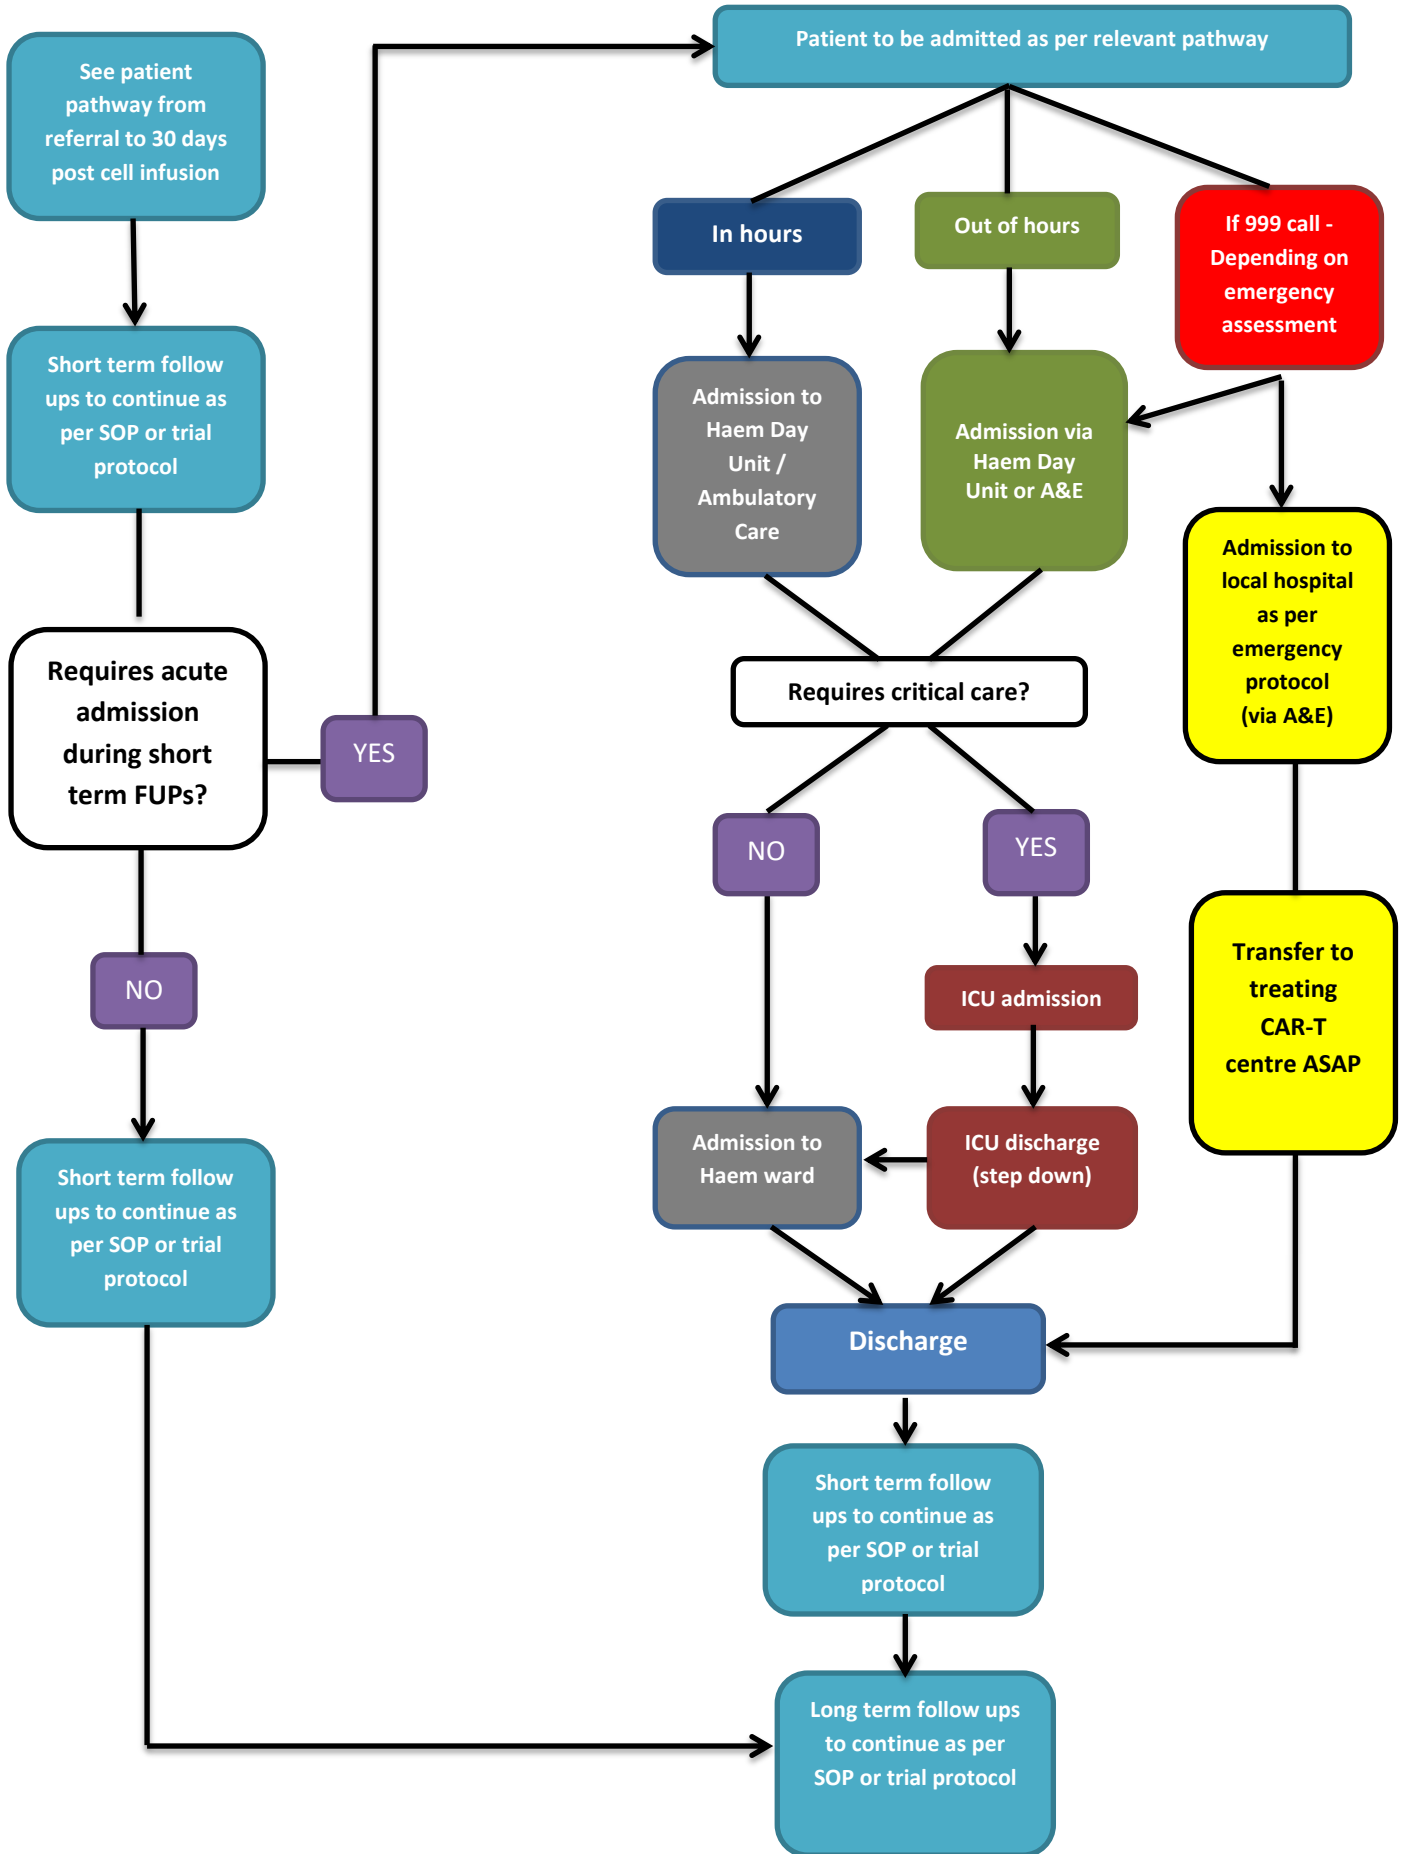 See patient
pathway from
referral to 30 days
post cell infusion
Short term follow
ups to continue as
per SOP or trial
protocol
Requires acute
admission
during short
term FUPs?
YES
NO
Short term follow
ups to continue as
per SOP or trial
protocol
Patient to be admitted as per relevant pathway
In hours
Out of hours
If 999 call -
Depending on
emergency
assessment
Admission to
Haem Day
Unit /
Ambulatory
Care
Admission via
Haem Day
Unit or A&E
Admission to
local hospital
as per
emergency
protocol
(via A&E)
Requires critical care?
NO
YES
ICU admission
Transfer to
treating
CAR-T
centre ASAP
Admission to
Haem ward
ICU discharge
(step down)
Discharge
Short term follow
ups to continue as
per SOP or trial
protocol
Long term follow ups
to continue as per
SOP or trial protocol